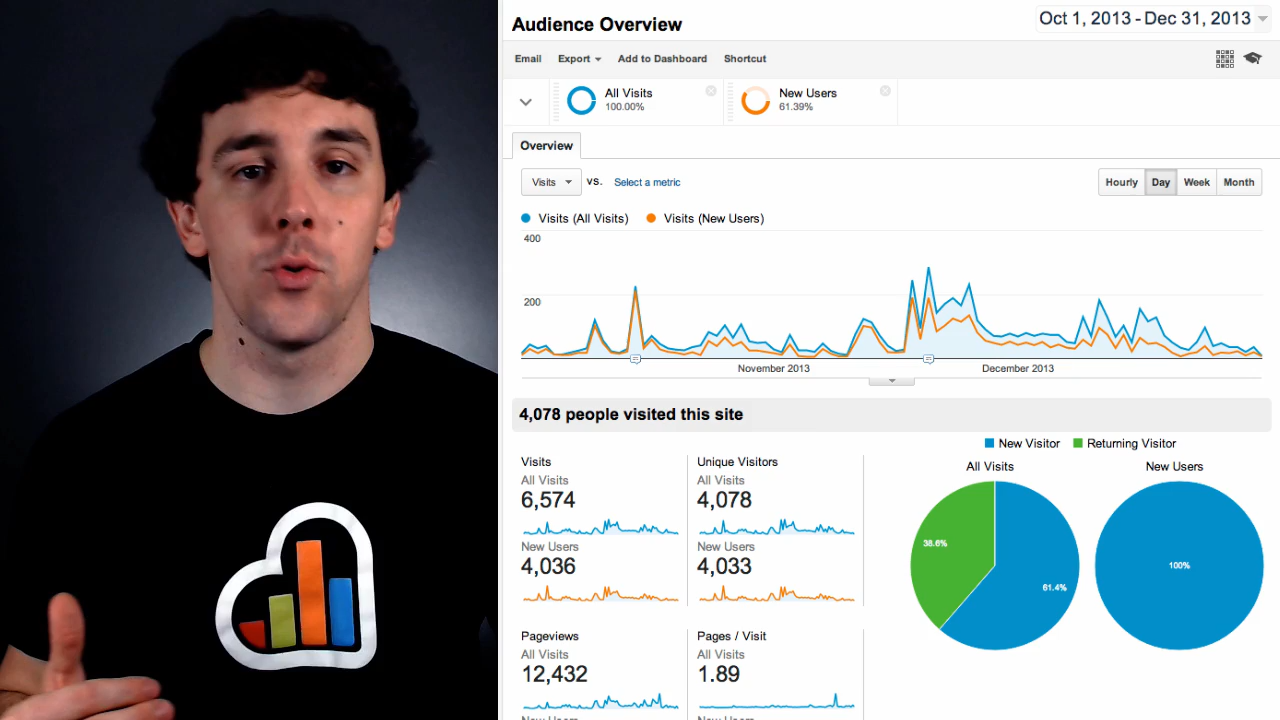 Audience Overview
Oct 1, 2013 - Dec 31, 2013
Email Export Add to Dashboard Shortcut
All Visits
100.00%
New Users
61.39%
Overview
Visits VS. Select a metric
Hourly Day Week Month
Visits (All Visits) Visits (New Users)
400
200
November 2013 December 2013
4,078 people visited this site
Visits
All Visits
6,574
New Users
4,036
Unique Visitors
All Visits
4,078
New Users
4,033
Pageviews
All Visits
12,432
New Users
Pages / Visit
All Visits
1.89
New Users
New Visitor Returning Visitor
All Visits
38.6%
61.4%
New Users
100%